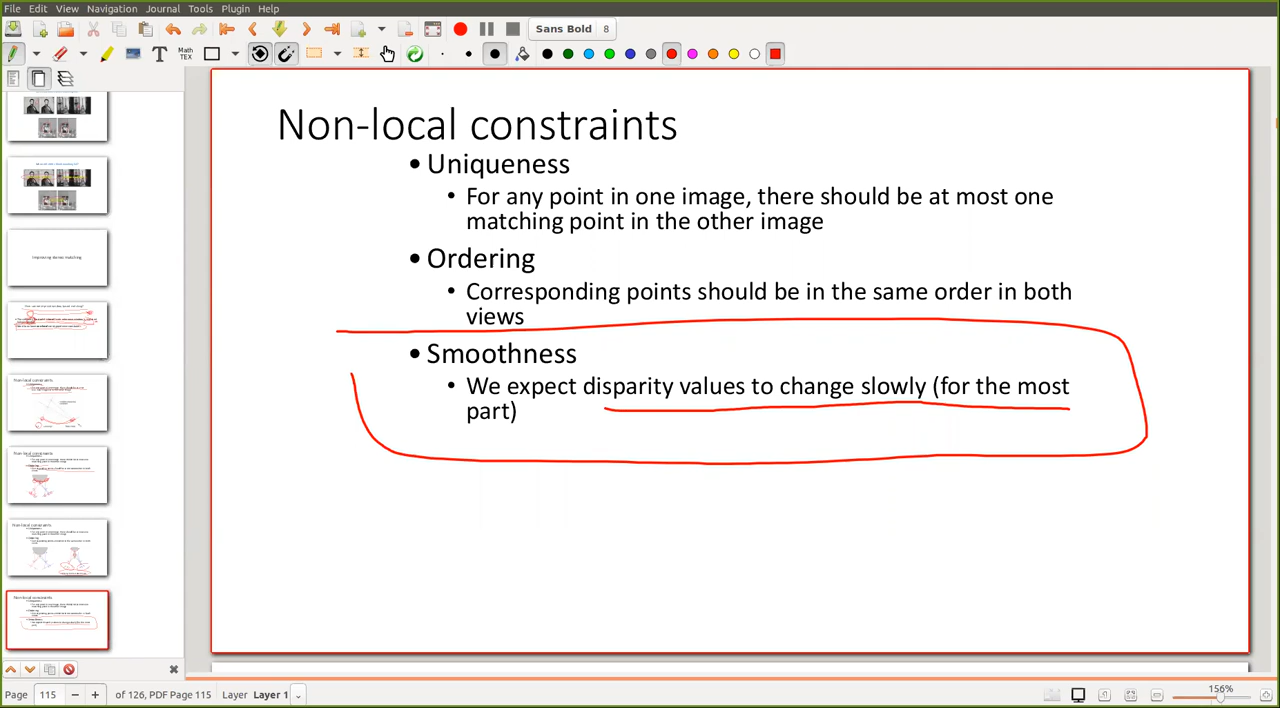 File Edit View Navigation Journal Tools Plugin Help
Sans Bold 8
Math
TEX
Non-local constraints
• Uniqueness
• For any point in one image, there should be at most one
matching point in the other image
• Ordering
• Corresponding points should be in the same order in both
views
• Smoothness
• We expect disparity values to change slowly (for the most
part)
Page 115 of 126, PDF Page 115 Layer Layer 1
156%